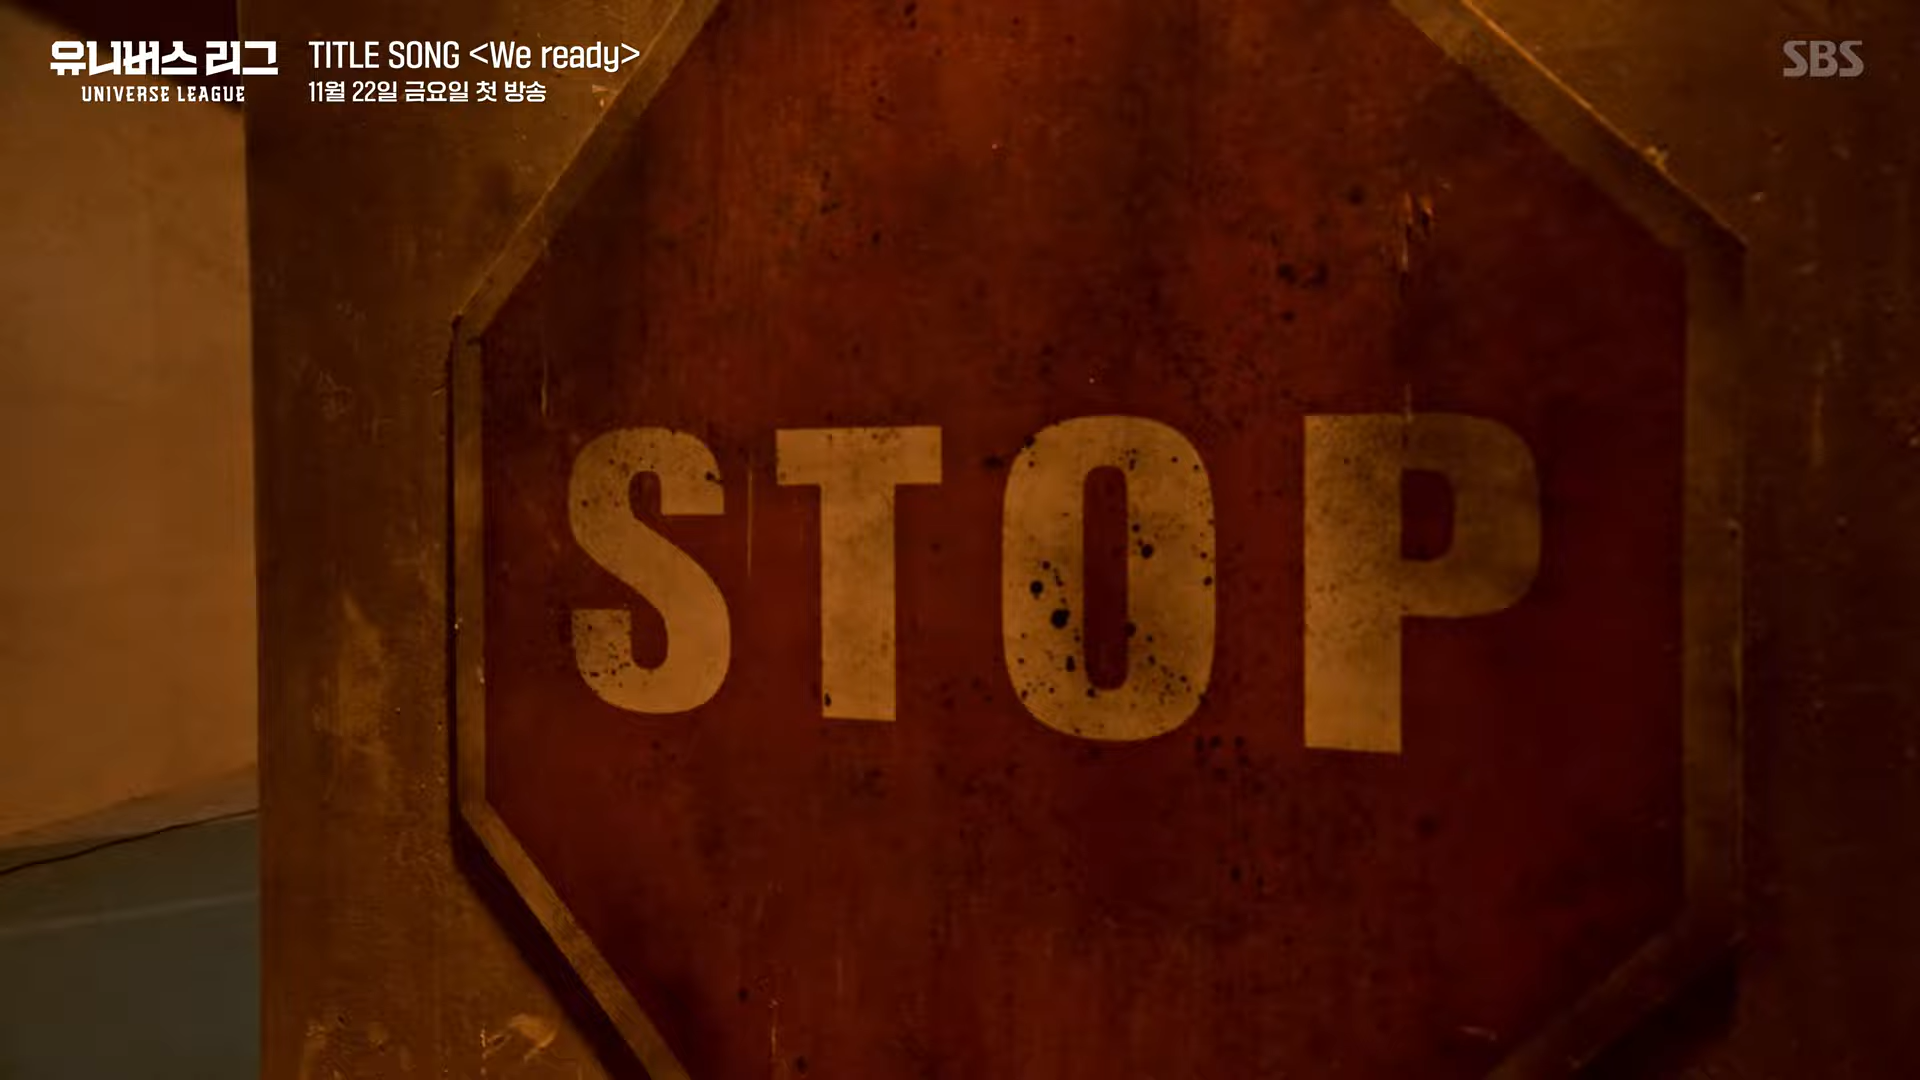 유니버스 리그
UNIVERSE LEAGUE
TITLE SONG <We ready>
11월 22일 금요일 첫 방송
SBS
STOP